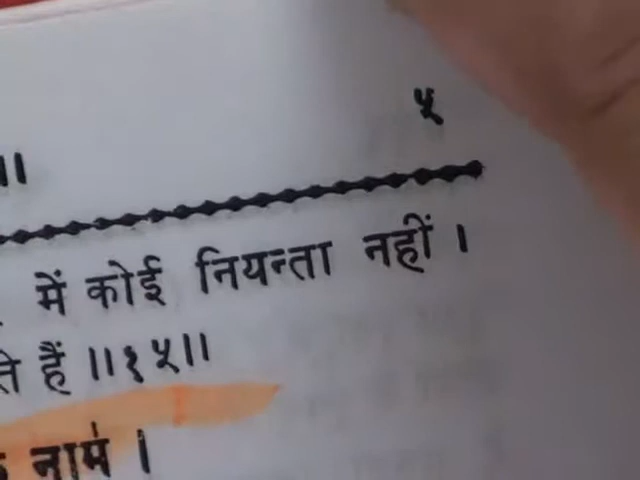 ५
॥
में कोई नियन्ता नहीं ।
ते हैं ॥१५॥
नामं ।